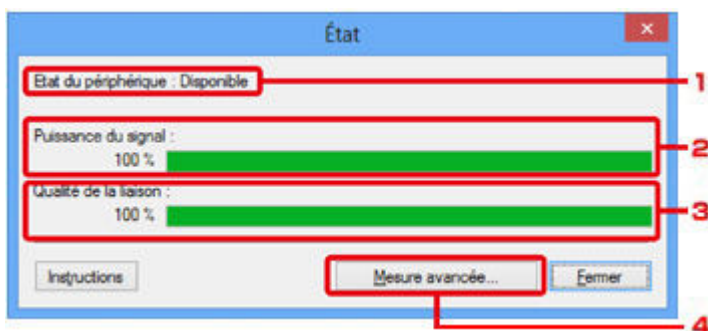 État
Etat du périphérique : Disponible
1
Puissance du signal :
100 %
2
Qualité de la liaison :
100 %
3
Instructions
Mesure avancée...
Fermer
4